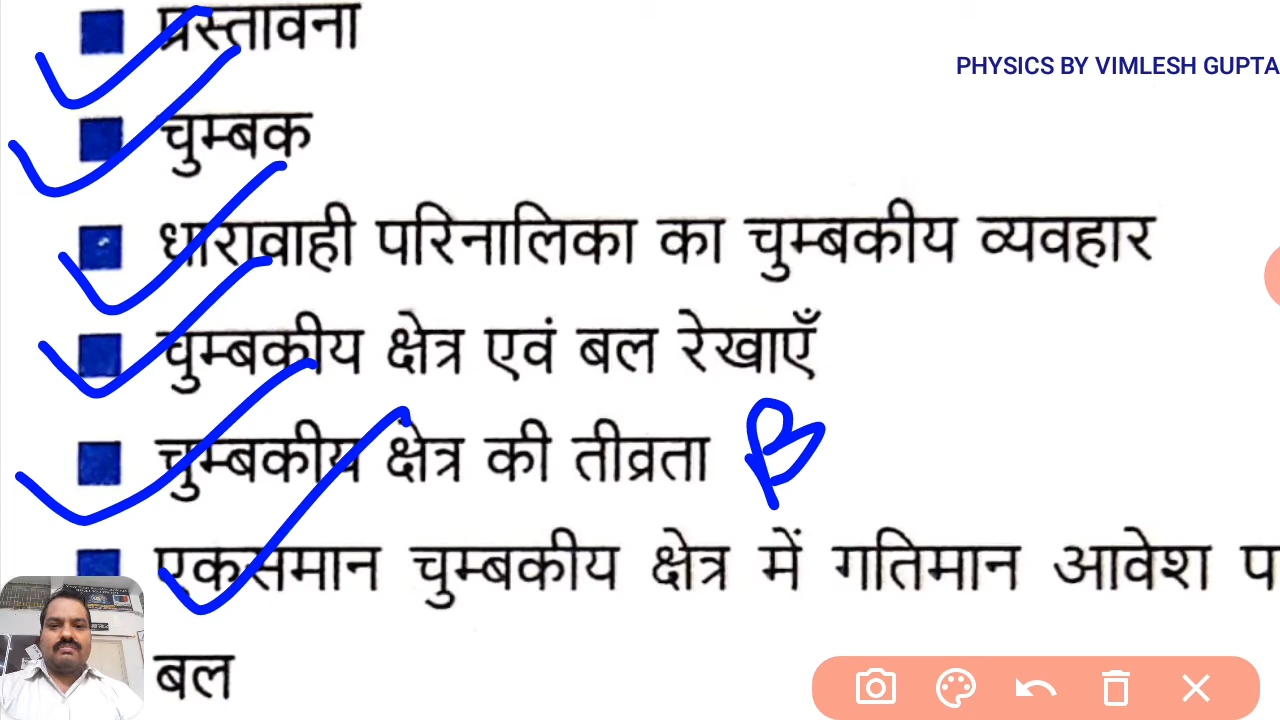 प्रस्तावना
PHYSICS BY VIMLESH GUPTA
चुम्बक
धारावाही परिनालिका का चुम्बकीय व्यवहार
चुम्बकीय क्षेत्र एवं बल रेखाएँ
चुम्बकीय क्षेत्र की तीव्रता B
एकसमान चुम्बकीय क्षेत्र में गतिमान आवेश प
बल